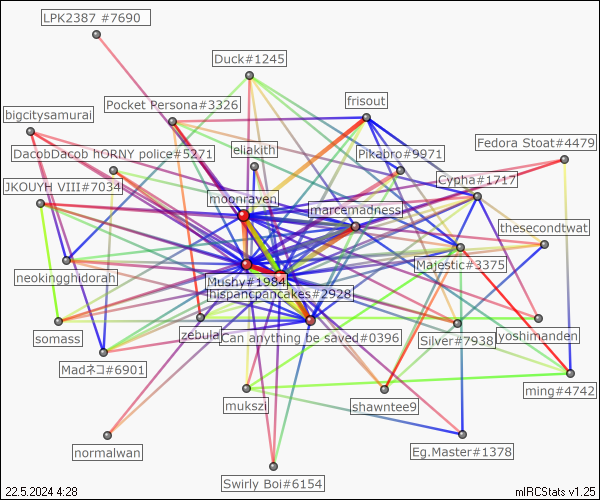 LPK2387 #7690
Duck#1245
Pocket Persona#3326
frisout
bigcitysamurai
eliakith
Fedora Stoat#4479
DacobDacob hORNY police#5271
Pikabro#9971
JKOUYH VIII#7034
Cypha#1717
moonraven
marcemadness
thesecondtwat
neokingghidorah
Majestic#3375
Mushy#1984
hispancpancakes#2928
somass
zebula
Can anything be saved#0396
Silver#7938
yoshimanden
Madネコ#6901
ming#4742
mukszi
shawntee9
normalwan
Eg.Master#1378
Swirly Boi#6154
22.5.2024 4:28
mIRCStats v1.25